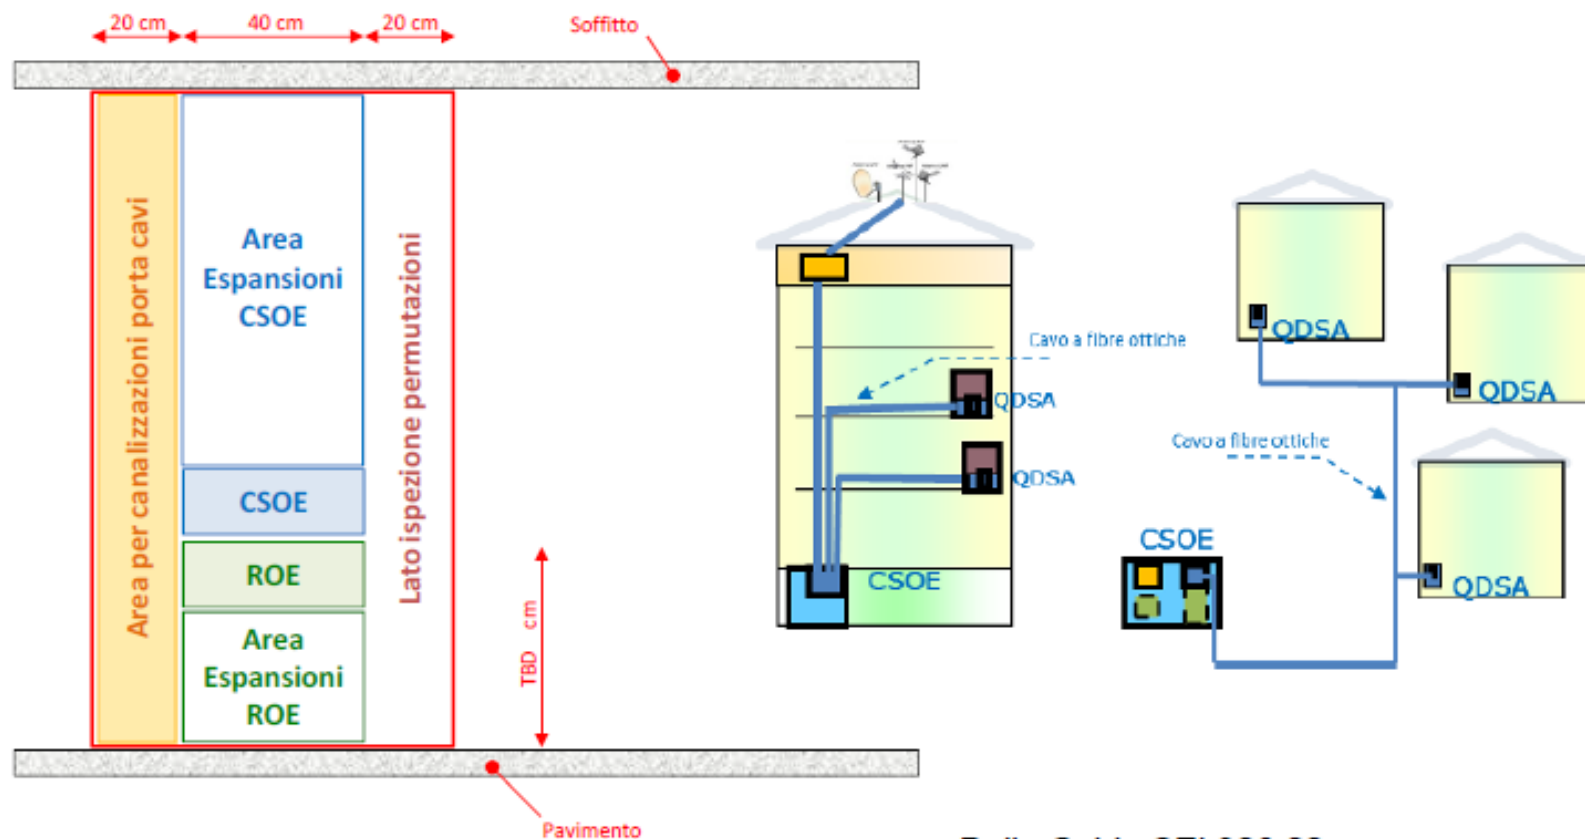 20 cm
40 cm
20 cm
Soffitto
Area per canalizzazioni porta cavi
Area
Espansioni
CSOE
CSOE
ROE
Area
Espansioni
ROE
Lato ispezione permutazioni
TBD cm
Pavimento
Cavo a fibre ottiche
QDSA
QDSA
CSOE
QDSA
QDSA
Cavo a fibre ottiche
CSOE
QDSA